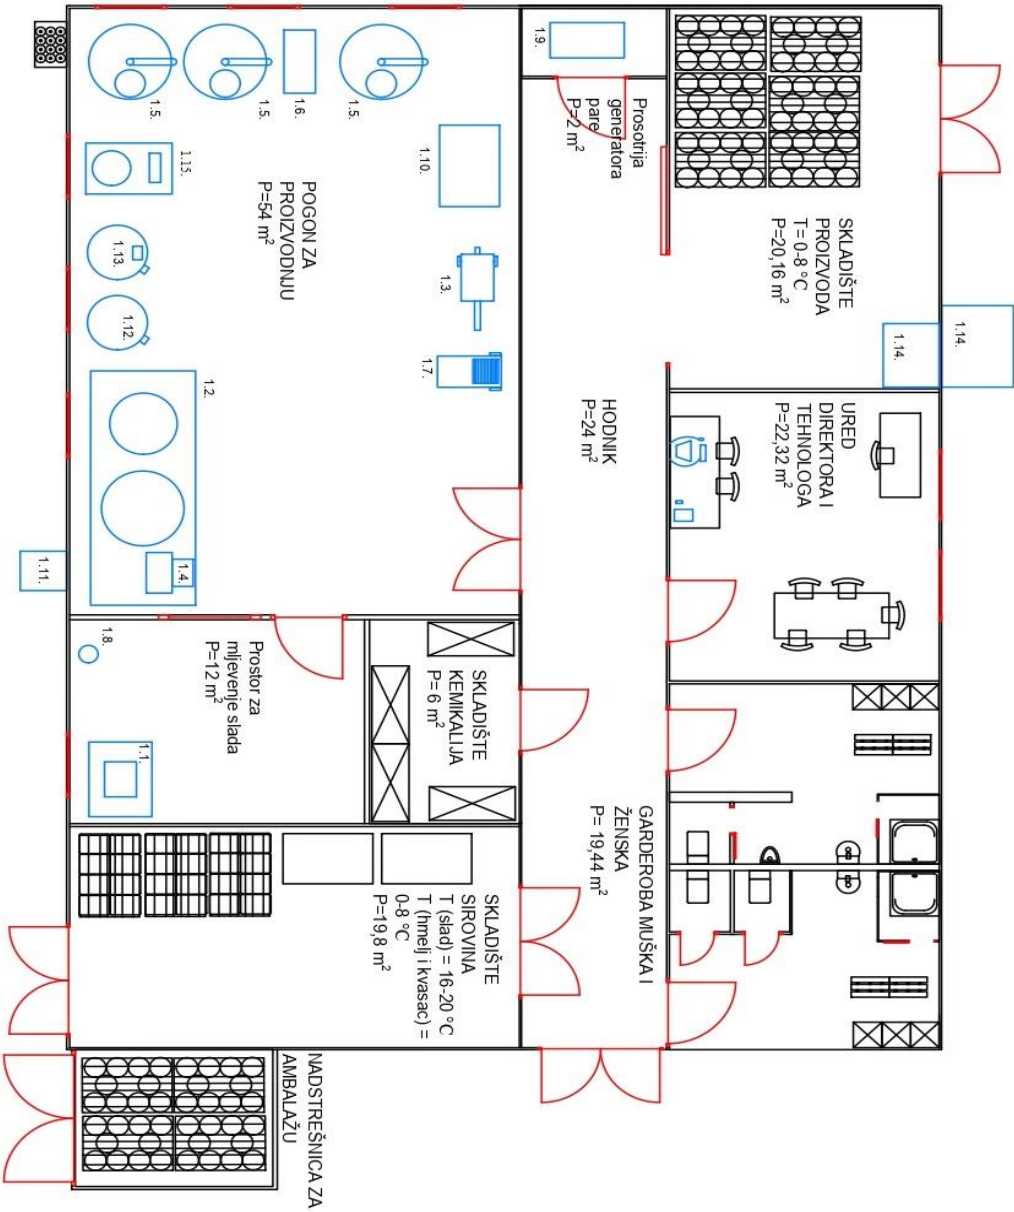 1.9.
Prosotrija
generatora
pare
P=2 m²
SKLADIŠTE
PROIZVODA
T= 0-8 °C
P=20,16 m²
1.14.
1.14.
1.5.
1.5.
1.6.
1.5.
1.10.
1.15.
POGON ZA
PROIZVODNJU
P=54 m²
1.13.
1.12.
1.3.
1.7.
1.2.
1.4.
1.11.
HODNIK
P=24 m²
URED
DIREKTORA I
TEHNOLOGA
P=22,32 m²
1.8.
Prostor za
mljevenje slada
P=12 m²
1.1.
SKLADIŠTE
KEMIKALIJA
P= 6 m²
GARDEROBA MUŠKA I
ŽENSKA
P= 19,44 m²
SKLADIŠTE
SIROVINA
T (slad) = 16-20 °C
T (hmelj i kvasac) =
0-8 °C
P=19,8 m²
NADSTREŠNICA ZA
AMBALAŽU